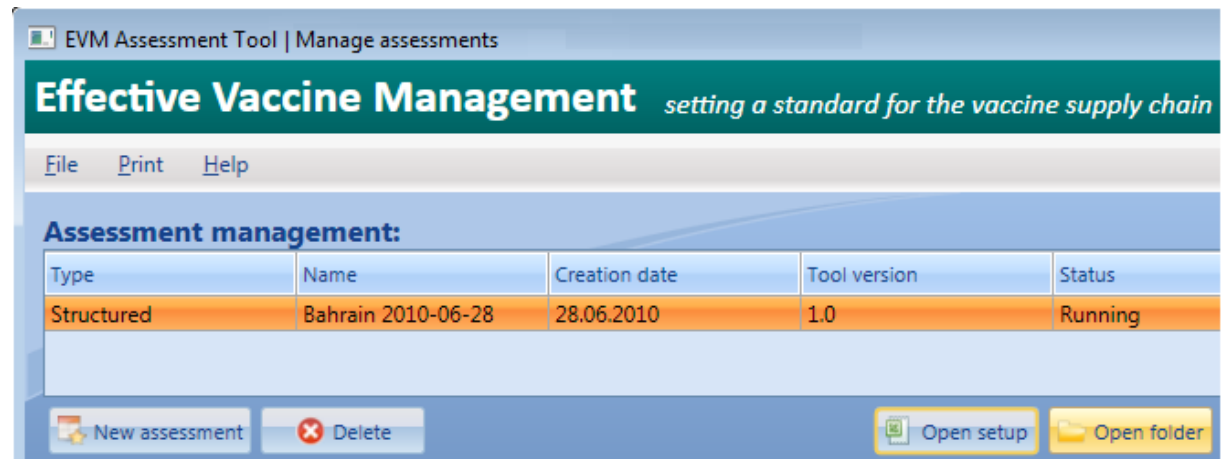 EVM Assessment Tool | Manage assessments
Effective Vaccine Management setting a standard for the vaccine supply chain
File Print Help
Assessment management:
Type Name Creation date Tool version Status
Structured Bahrain 2010-06-28 28.06.2010 1.0 Running
New assessment Delete Open setup Open folder